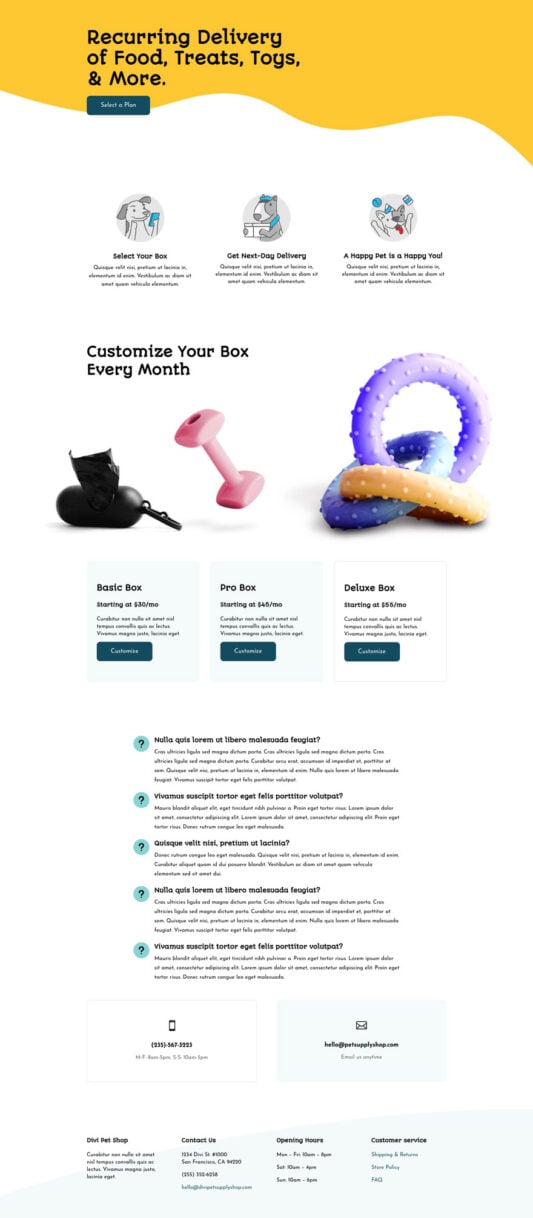 Recurring Delivery
of Food, Treats, Toys,
& More.
Select a Plan
Select Your Box
Quisque velit nisi, pretium ut lacinia in,
elementum id enim. Vestibulum ac diam sit
amet quam vehicula elementum.
Get Next-Day Delivery
Quisque velit nisi, pretium ut lacinia in,
elementum id enim. Vestibulum ac diam sit
amet quam vehicula elementum.
A Happy Pet is a Happy You!
Quisque velit nisi, pretium ut lacinia in,
elementum id enim. Vestibulum ac diam sit
amet quam vehicula elementum.
Customize Your Box
Every Month
Basic Box
Starting at $30/mo
Curabitur non nulla sit amet nisl
tempus convallis quis ac lectus.
Vivamus magna justo, lacinia eget.
Customize
Pro Box
Starting at $45/mo
Curabitur non nulla sit amet nisl
tempus convallis quis ac lectus.
Vivamus magna justo, lacinia eget.
Customize
Deluxe Box
Starting at $55/mo
Curabitur non nulla sit amet nisl
tempus convallis quis ac lectus.
Vivamus magna justo, lacinia eget.
Customize
? Nulla quis lorem ut libero malesuada feugiat?
Cras ultricies ligula sed magna dictum porta. Cras ultricies ligula sed magna dictum porta. Cras
ultricies ligula sed magna dictum porta. Curabitur arcu erat, accumsan id imperdiet et, porttitor at
sem. Quisque velit nisi, pretium ut lacinia in, elementum id enim. Nulla quis lorem ut libero malesuada
feugiat. Vivamus suscipit tortor eget felis porttitor volutpat.
? Vivamus suscipit tortor eget felis porttitor volutpat?
Mauris blandit aliquet elit, eget tincidunt nibh pulvinar a. Proin eget tortor risus. Lorem ipsum dolor
sit amet, consectetur adipiscing elit. Lorem ipsum dolor sit amet, consectetur adipiscing elit. Proin eget
tortor risus. Donec rutrum congue leo eget malesuada.
? Quisque velit nisi, pretium ut lacinia?
Donec rutrum congue leo eget malesuada. Quisque velit nisi, pretium ut lacinia in, elementum id enim.
Curabitur aliquet quam id dui posuere blandit. Vestibulum ac diam sit amet quam vehicula
elementum sed sit amet dui.
? Nulla quis lorem ut libero malesuada feugiat?
Cras ultricies ligula sed magna dictum porta. Cras ultricies ligula sed magna dictum porta. Cras
ultricies ligula sed magna dictum porta. Curabitur arcu erat, accumsan id imperdiet et, porttitor at
sem. Quisque velit nisi, pretium ut lacinia in, elementum id enim. Nulla quis lorem ut libero malesuada
feugiat. Vivamus suscipit tortor eget felis porttitor volutpat.
? Vivamus suscipit tortor eget felis porttitor volutpat?
Mauris blandit aliquet elit, eget tincidunt nibh pulvinar a. Proin eget tortor risus. Lorem ipsum dolor
sit amet, consectetur adipiscing elit. Lorem ipsum dolor sit amet, consectetur adipiscing elit. Proin eget
tortor risus. Donec rutrum congue leo eget malesuada.
(235)-567-3223
M-F: 8am-5pm, S-S: 10am-5pm
hello@petsupplyshop.com
Email us anytime
Divi Pet Shop
Curabitur non nulla sit amet
nisl tempus convallis quis ac
lectus. Vivamus magna justo,
lacinia eget.
Contact Us
1234 Divi St. #1000
San Francisco, CA 94220
(255) 352-6258
hello@divipetsupplyshop.com
Opening Hours
Mon – Fri: 10am – 8pm
Sat: 10am – 4pm
Sun: 10am – 6pm
Customer service
Shipping & Returns
Store Policy
FAQ